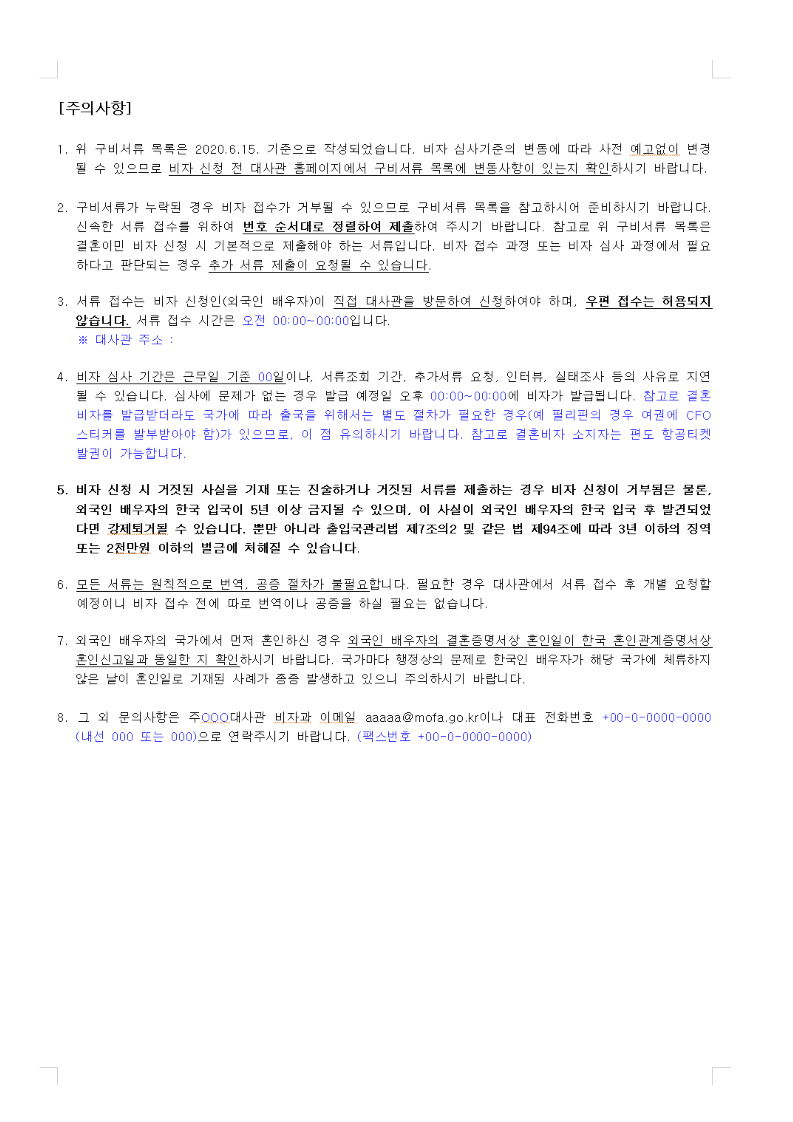 [주의사항]
1. 위 구비서류 목록은 2020.6.15. 기준으로 작성되었습니다. 비자 심사기준의 변동에 따라 사전 예고없이 변경
될 수 있으므로 비자 신청 전 대사관 홈페이지에서 구비서류 목록에 변동사항이 있는지 확인하시기 바랍니다.
2. 구비서류가 누락된 경우 비자 접수가 거부될 수 있으므로 구비서류 목록을 참고하시어 준비하시기 바랍니다.
신속한 서류 접수를 위하여 번호 순서대로 정렬하여 제출하여 주시기 바랍니다. 참고로 위 구비서류 목록은
결혼이민 비자 신청 시 기본적으로 제출해야 하는 서류입니다. 비자 접수 과정 또는 비자 심사 과정에서 필요
하다고 판단되는 경우 추가 서류 제출이 요청될 수 있습니다.
3. 서류 접수는 비자 신청인(외국인 배우자)이 직접 대사관을 방문하여 신청하여야 하며, 우편 접수는 허용되지
않습니다. 서류 접수 시간은 오전 00:00~00:00입니다.
※ 대사관 주소 :
4. 비자 심사 기간은 근무일 기준 00일이나, 서류조회 기간, 추가서류 요청, 인터뷰, 실태조사 등의 사유로 지연
될 수 있습니다. 심사에 문제가 없는 경우 발급 예정일 오후 00:00~00:00에 비자가 발급됩니다. 참고로 결혼
비자를 발급받더라도 국가에 따라 출국을 위해서는 별도 절차가 필요한 경우(예 필리핀의 경우 여권에 CFO
스티커를 발부받아야 함)가 있으므로, 이 점 유의하시기 바랍니다. 참고로 결혼비자 소지자는 편도 항공티켓
발권이 가능합니다.
5. 비자 신청 시 거짓된 사실을 기재 또는 진술하거나 거짓된 서류를 제출하는 경우 비자 신청이 거부됨은 물론,
외국인 배우자의 한국 입국이 5년 이상 금지될 수 있으며, 이 사실이 외국인 배우자의 한국 입국 후 발견되었
다면 강제퇴거될 수 있습니다. 뿐만 아니라 출입국관리법 제7조의2 및 같은 법 제94조에 따라 3년 이하의 징역
또는 2천만원 이하의 벌금에 처해질 수 있습니다.
6. 모든 서류는 원칙적으로 번역, 공증 절차가 불필요합니다. 필요한 경우 대사관에서 서류 접수 후 개별 요청할
예정이니 비자 접수 전에 따로 번역이나 공증을 하실 필요는 없습니다.
7. 외국인 배우자의 국가에서 먼저 혼인하신 경우 외국인 배우자의 결혼증명서상 혼인일이 한국 혼인관계증명서상
혼인신고일과 동일한 지 확인하시기 바랍니다. 국가마다 행정상의 문제로 한국인 배우자가 해당 국가에 체류하지
않은 날이 혼인일로 기재된 사례가 종종 발생하고 있으니 주의하시기 바랍니다.
8. 그 외 문의사항은 주OOO대사관 비자과 이메일 aaaaa@mofa.go.kr이나 대표 전화번호 +00-0-0000-0000
(내선 000 또는 000)으로 연락주시기 바랍니다. (팩스번호 +00-0-0000-0000)